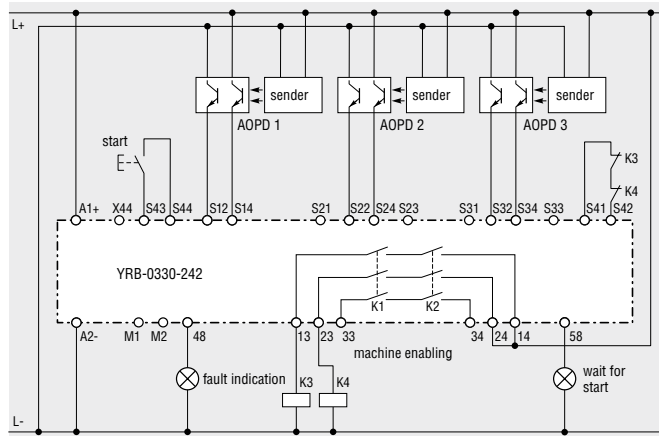 L+
sender
sender
sender
AOPD 1
AOPD 2
AOPD 3
start
K3
K4
A1+
X44
S43
S44
S12
S14
S21
S22
S24
S23
S31
S32
S34
S33
S41
S42
YRB-0330-242
K1
K2
A2-
M1
M2
48
13
23
33
34
24
14
58
machine enabling
fault indication
K3
K4
wait for
start
L-